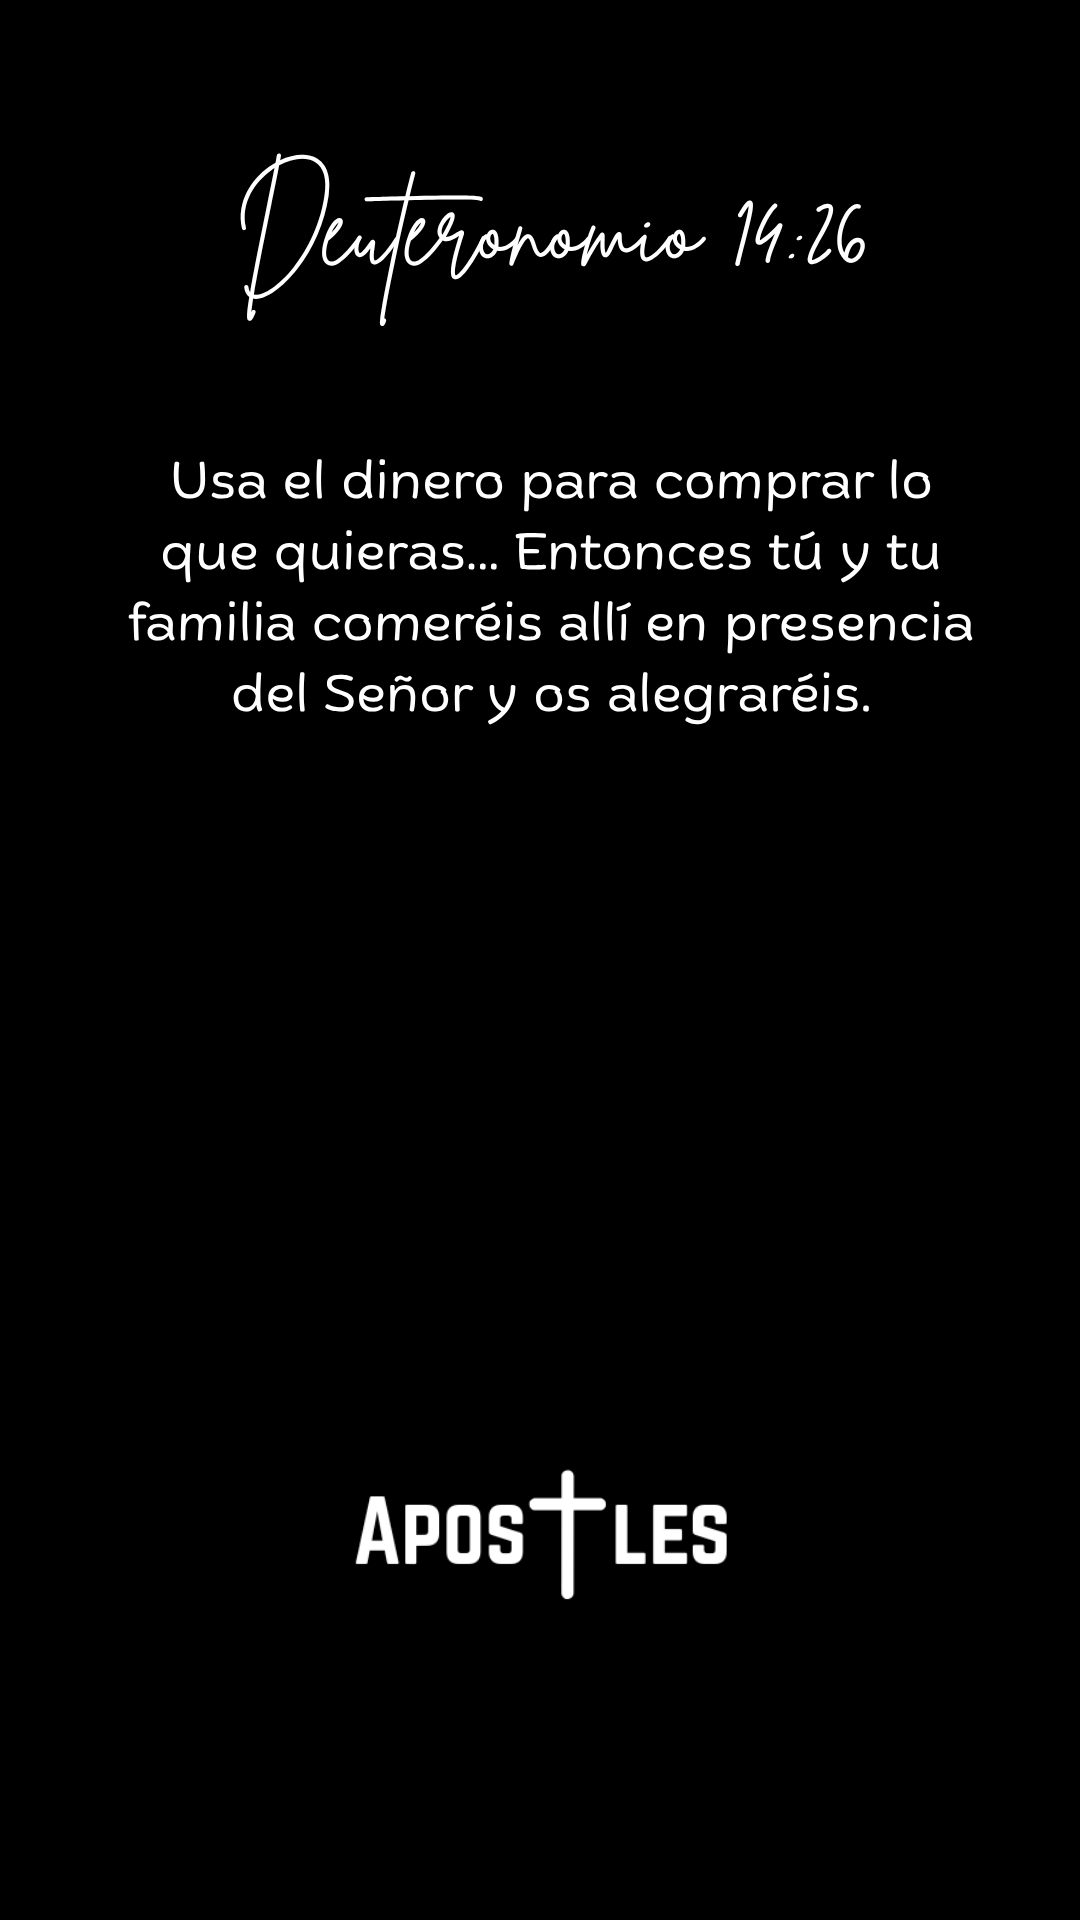 Deuteronomio 14:26
Usa el dinero para comprar lo
que quieras... Entonces tú y tu
familia comeréis allí en presencia
del Señor y os alegraréis.
APOSTLES